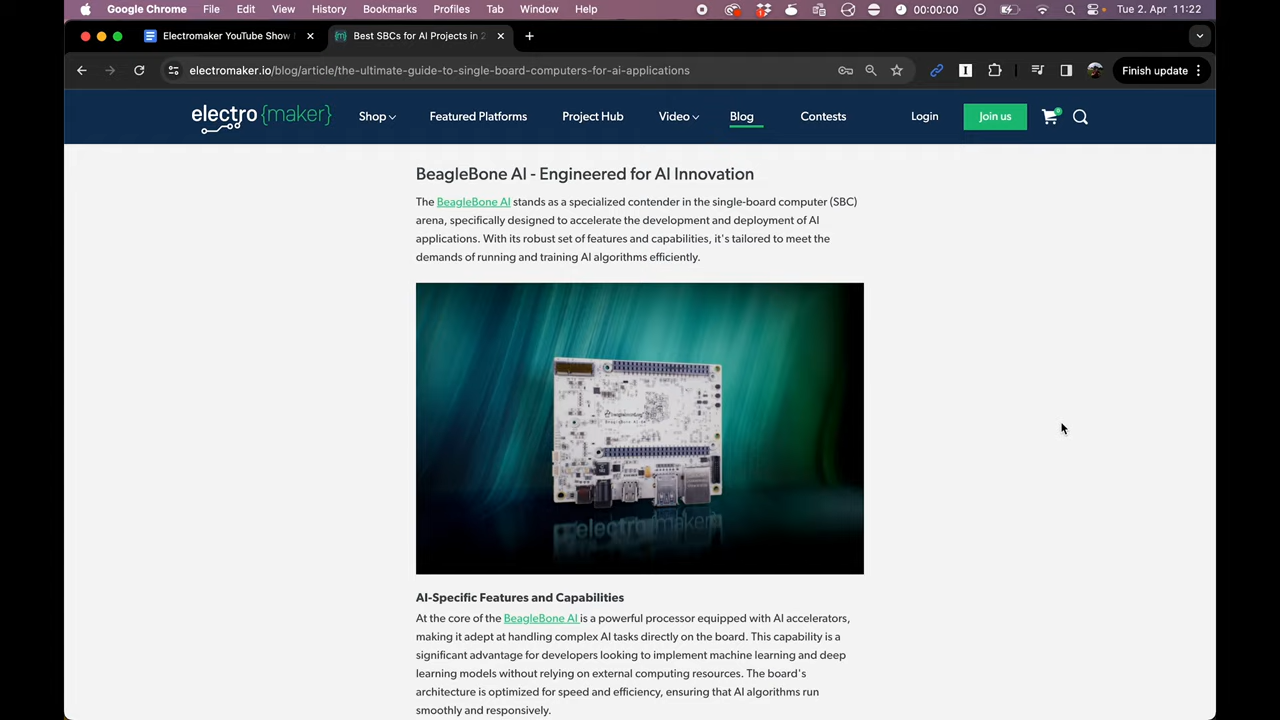 Google Chrome File Edit View History Bookmarks Profiles Tab Window Help 00:00:00 Tue 2. Apr 11:22
Electromaker YouTube Show Best SBCs for AI Projects in 2
electromaker.io/blog/article/the-ultimate-guide-to-single-board-computers-for-ai-applications Finish update
electro {maker} Shop Featured Platforms Project Hub Video Blog Contests Login Join us
BeagleBone AI - Engineered for AI Innovation
The BeagleBone AI stands as a specialized contender in the single-board computer (SBC)
arena, specifically designed to accelerate the development and deployment of AI
applications. With its robust set of features and capabilities, it's tailored to meet the
demands of running and training AI algorithms efficiently.
AI-Specific Features and Capabilities
At the core of the BeagleBone AI is a powerful processor equipped with AI accelerators,
making it adept at handling complex AI tasks directly on the board. This capability is a
significant advantage for developers looking to implement machine learning and deep
learning models without relying on external computing resources. The board's
architecture is optimized for speed and efficiency, ensuring that AI algorithms run
smoothly and responsively.